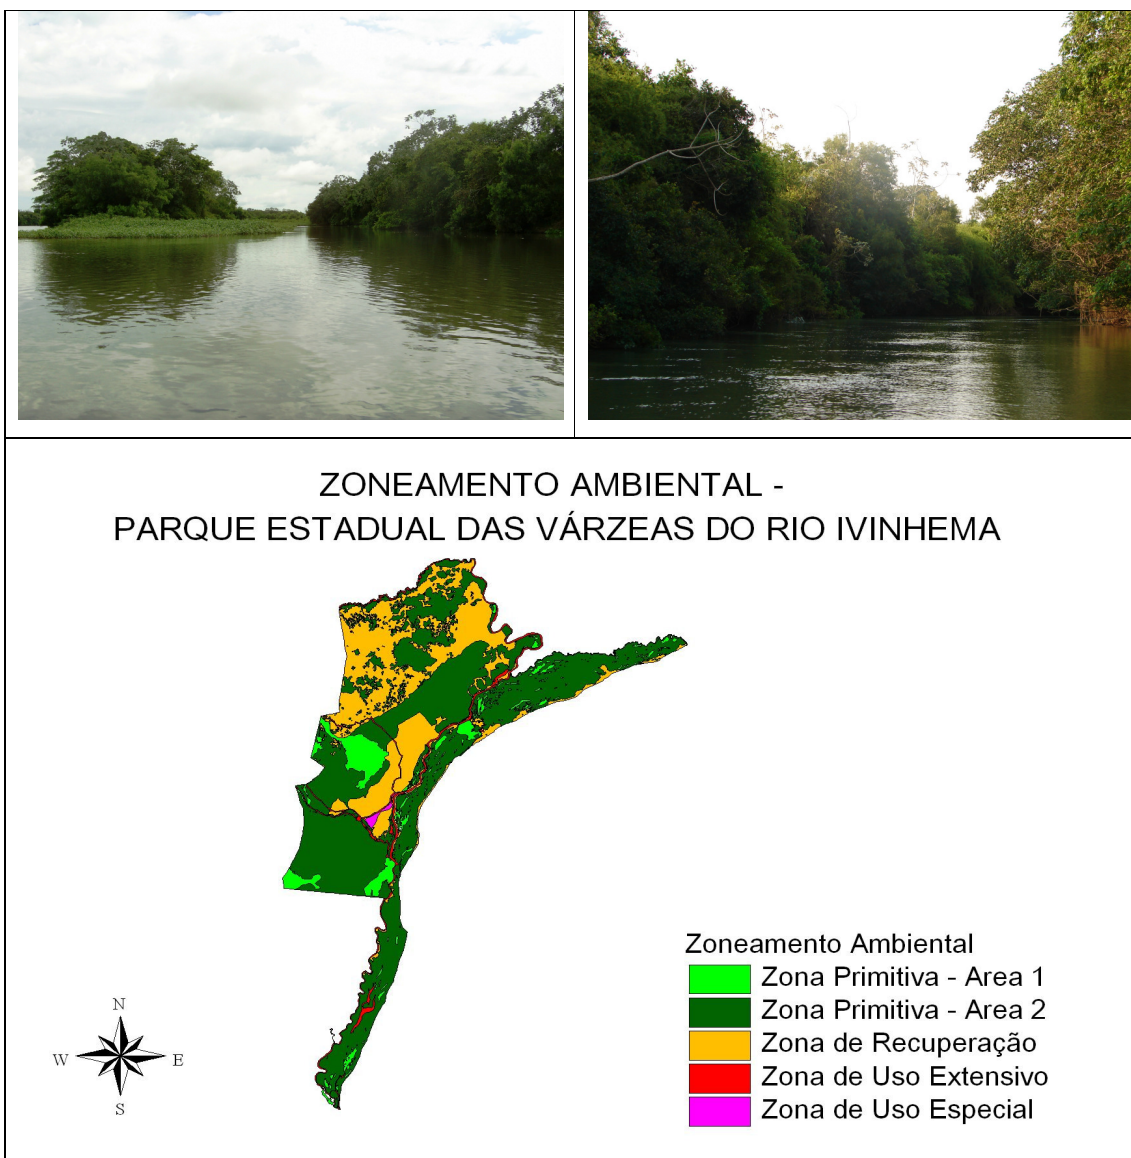 ZONEAMENTO AMBIENTAL -
PARQUE ESTADUAL DAS VÁRZEAS DO RIO IVINHEMA
Zoneamento Ambiental
Zona Primitiva - Area 1
Zona Primitiva - Area 2
Zona de Recuperação
Zona de Uso Extensivo
Zona de Uso Especial
N
W
E
S